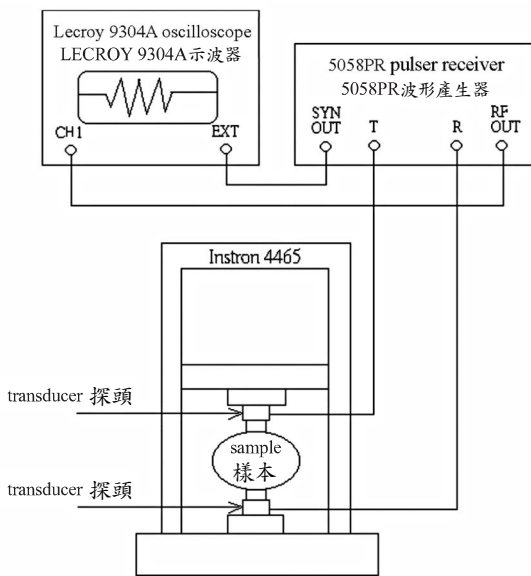 Lecroy 9304A oscilloscope
LECROY 9304A示波器
CH1
EXT
5058PR pulser receiver
5058PR波形產生器
SYN
OUT
T
R
RF
OUT
Instron 4465
transducer 探頭
sample
樣本
transducer 探頭